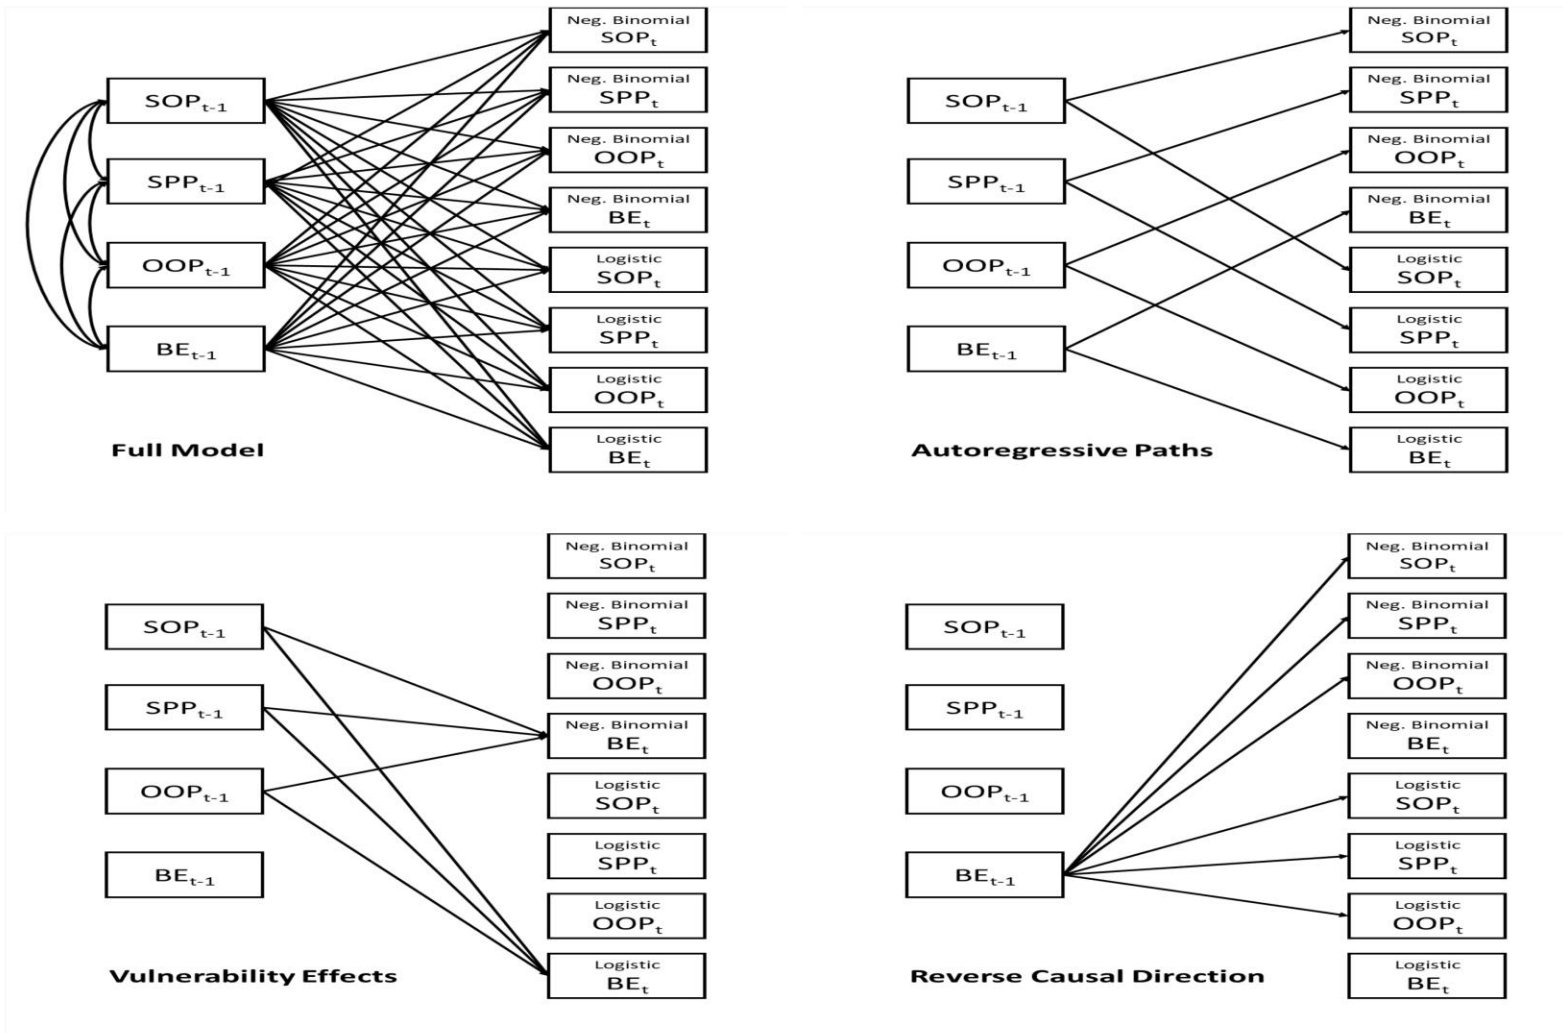 Neg. Binomial
SOPt
Neg. Binomial
SPPt
Neg. Binomial
OOPt
Neg. Binomial
BEt
Logistic
SOPt
Logistic
SPPt
Logistic
OOPt
Logistic
BEt
SOPt-1
SPPt-1
OOPt-1
BEt-1
Full Model
Neg. Binomial
SOPt
Neg. Binomial
SPPt
Neg. Binomial
OOPt
Neg. Binomial
BEt
Logistic
SOPt
Logistic
SPPt
Logistic
OOPt
Logistic
BEt
SOPt-1
SPPt-1
OOPt-1
BEt-1
Autoregressive Paths
Neg. Binomial
SOPt
Neg. Binomial
SPPt
Neg. Binomial
OOPt
Neg. Binomial
BEt
Logistic
SOPt
Logistic
SPPt
Logistic
OOPt
Logistic
BEt
SOPt-1
SPPt-1
OOPt-1
BEt-1
Vulnerability Effects
Neg. Binomial
SOPt
Neg. Binomial
SPPt
Neg. Binomial
OOPt
Neg. Binomial
BEt
Logistic
SOPt
Logistic
SPPt
Logistic
OOPt
Logistic
BEt
SOPt-1
SPPt-1
OOPt-1
BEt-1
Reverse Causal Direction